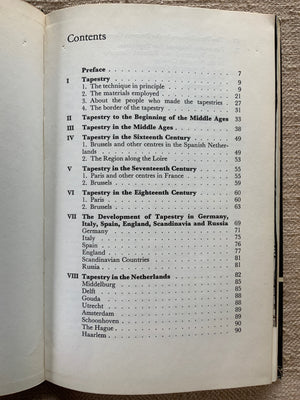 Contents
Preface . . . 7
I Tapestry . . . 9
1. The technique in principle . . . 9
2. The materials employed . . . 21
3. About the people who made the tapestries . . . 27
4. The border of the tapestry . . . 31
II Tapestry to the Beginning of the Middle Ages 33
III Tapestry in the Middle Ages . . . 38
IV Tapestry in the Sixteenth Century . . . 49
1. Brussels and other centres in the Spanish Nether-
lands . . . 49
2. The Region along the Loire . . . 53
V Tapestry in the Seventeenth Century . . . 55
1. Paris and other centres in France . . . 55
2. Brussels . . . 59
VI Tapestry in the Eighteenth Century . . . 60
1. Paris . . . 60
2. Brussels . . . 63
VII The Development of Tapestry in Germany,
Italy, Spain, England, Scandinavia and Russia 69
Germany . . . 71
Italy . . . 75
Spain . . . 76
England . . . 77
Scandinavian Countries . . . 81
Russia . . . 81
VIII Tapestry in the Netherlands . . . 82
Middelburg . . . 82
Delft . . . 84
Gouda . . . 86
Utrecht . . . 87
Amsterdam . . . 88
Schoonhoven . . . 90
The Hague . . . 90
Haarlem . . . 90